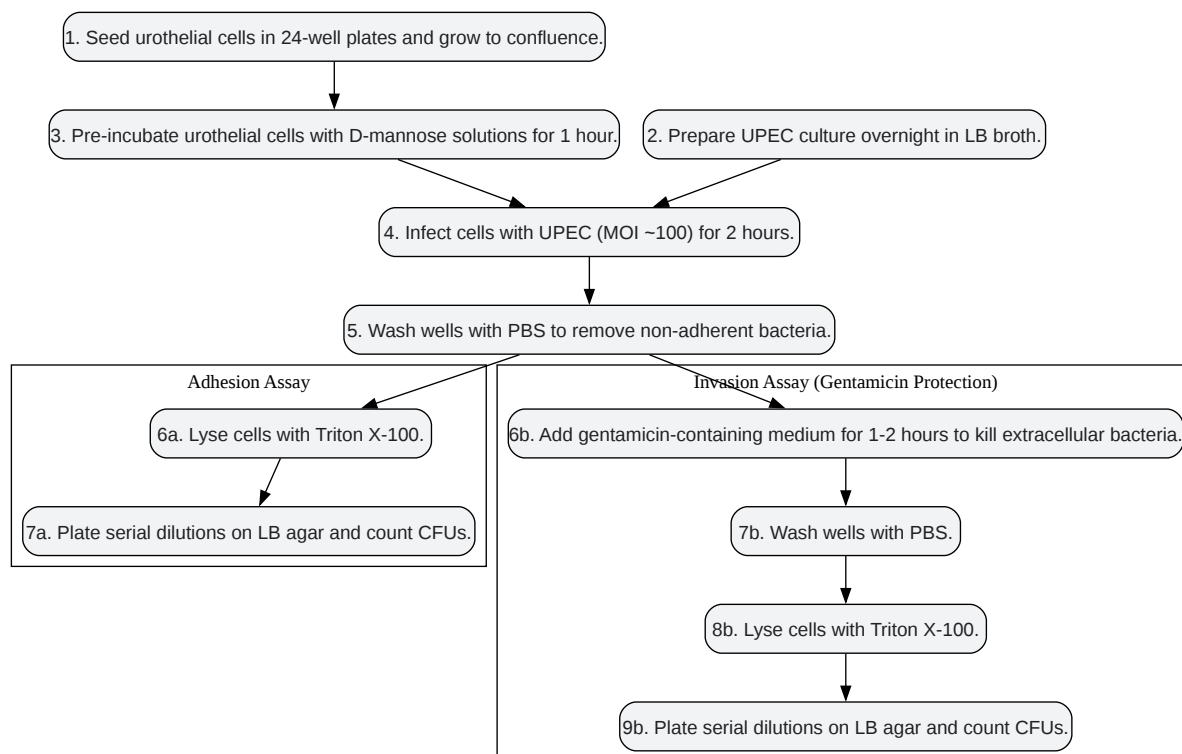 1. Seed urothelial cells in 24-well plates and grow to confluence.
3. Pre-incubate urothelial cells with D-mannose solutions for 1 hour.
2. Prepare UPEC culture overnight in LB broth.
4. Infect cells with UPEC (MOI ~100) for 2 hours.
5. Wash wells with PBS to remove non-adherent bacteria.
Adhesion Assay
6a. Lyse cells with Triton X-100.
7a. Plate serial dilutions on LB agar and count CFUs.
Invasion Assay (Gentamicin Protection)
6b. Add gentamicin-containing medium for 1-2 hours to kill extracellular bacteria.
7b. Wash wells with PBS.
8b. Lyse cells with Triton X-100.
9b. Plate serial dilutions on LB agar and count CFUs.